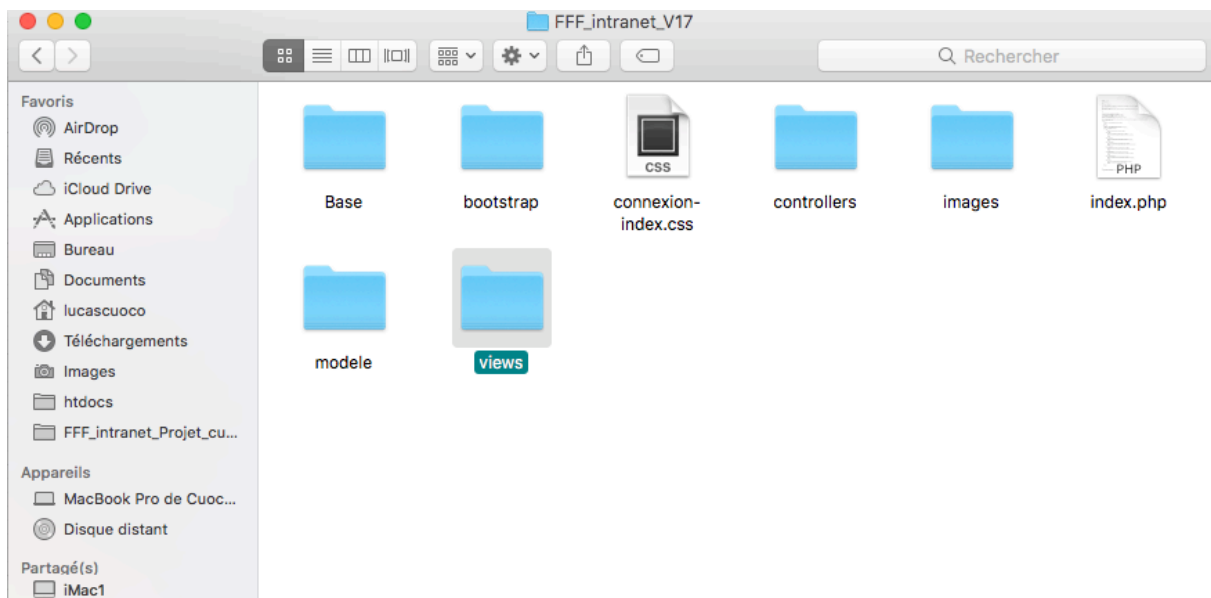 FFF_intranet_V17
Rechercher
Favoris
AirDrop
Récents
iCloud Drive
Applications
Bureau
Documents
lucascuoco
Téléchargements
Images
htdocs
FFF_intranet_Projet_cu...
Appareils
MacBook Pro de Cuoc...
Disque distant
Partagé(s)
iMac1
CSS
PHP
Base
bootstrap
connexion-
index.css
controllers
images
index.php
modele
views